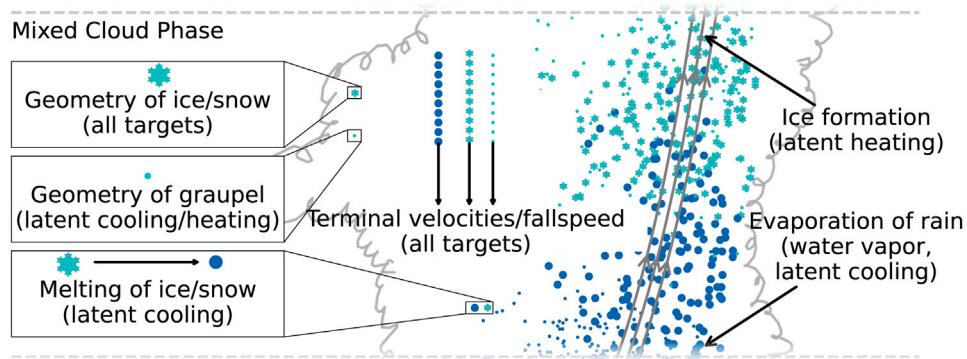 Mixed Cloud Phase
Geometry of ice/snow
(all targets)
Geometry of graupel
(latent cooling/heating)
Melting of ice/snow
(latent cooling)
Terminal velocities/fallspeed
(all targets)
Ice formation
(latent heating)
Evaporation of rain
(water vapor,
latent cooling)